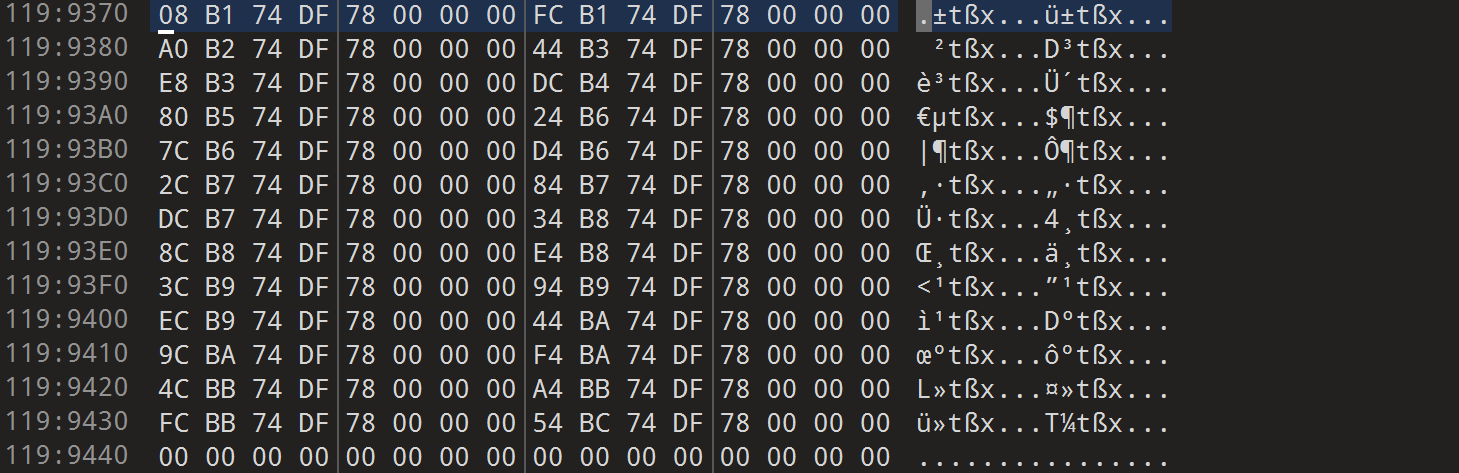 119:9370 08 B1 74 DF 78 00 00 00 FC B1 74 DF 78 00 00 00 .±tßx...ü±tßx...
119:9380 A0 B2 74 DF 78 00 00 00 44 B3 74 DF 78 00 00 00  ²tßx...D³tßx...
119:9390 E8 B3 74 DF 78 00 00 00 DC B4 74 DF 78 00 00 00 è³tßx...Ü´tßx...
119:93A0 80 B5 74 DF 78 00 00 00 24 B6 74 DF 78 00 00 00 €µtßx...$¶tßx...
119:93B0 7C B6 74 DF 78 00 00 00 D4 B6 74 DF 78 00 00 00 |¶tßx...Ô¶tßx...
119:93C0 2C B7 74 DF 78 00 00 00 84 B7 74 DF 78 00 00 00 ,·tßx...„·tßx...
119:93D0 DC B7 74 DF 78 00 00 00 34 B8 74 DF 78 00 00 00 Ü·tßx...4¸tßx...
119:93E0 8C B8 74 DF 78 00 00 00 E4 B8 74 DF 78 00 00 00 Œ¸tßx...ä¸tßx...
119:93F0 3C B9 74 DF 78 00 00 00 94 B9 74 DF 78 00 00 00 <¹tßx...”¹tßx...
119:9400 EC B9 74 DF 78 00 00 00 44 BA 74 DF 78 00 00 00 ì¹tßx...Dºtßx...
119:9410 9C BA 74 DF 78 00 00 00 F4 BA 74 DF 78 00 00 00 œºtßx...ôºtßx...
119:9420 4C BB 74 DF 78 00 00 00 A4 BB 74 DF 78 00 00 00 L»tßx...¤»tßx...
119:9430 FC BB 74 DF 78 00 00 00 54 BC 74 DF 78 00 00 00 ü»tßx...T¼tßx...
119:9440 00 00 00 00 00 00 00 00 00 00 00 00 00 00 00 00 ................